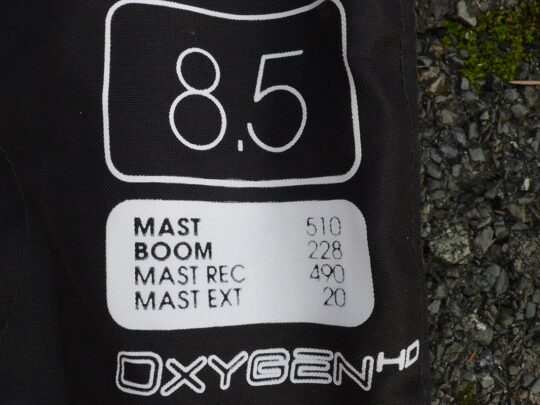 8.5
MAST 510
BOOM 228
MAST REC 490
MAST EXT 20
OXYGEN HD